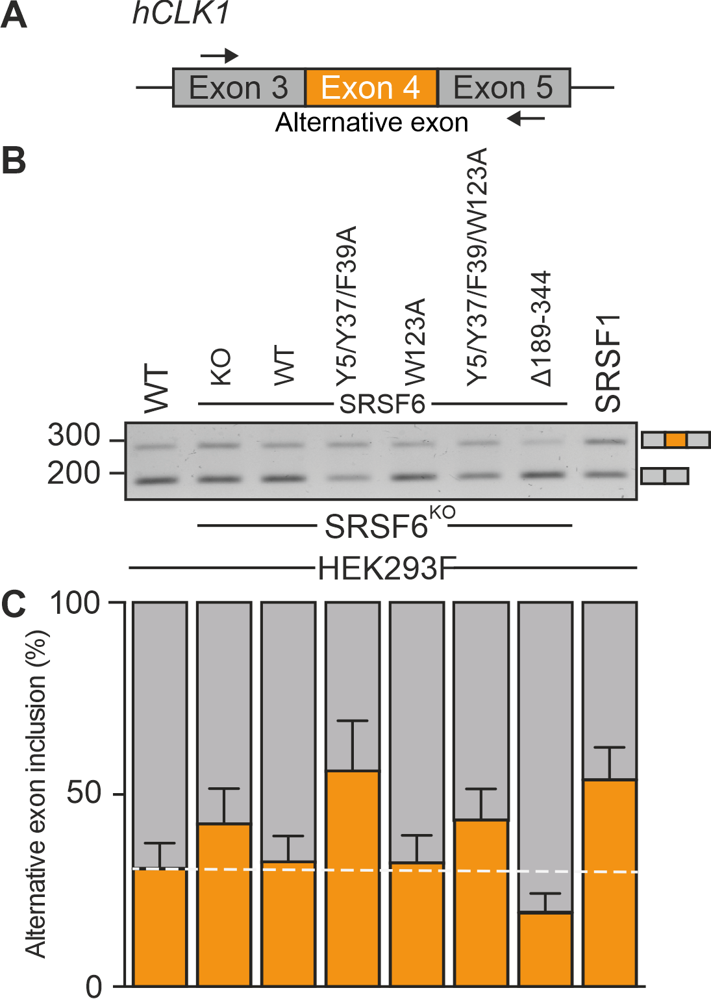 A
hCLK1
Exon 3 Exon 4 Exon 5
Alternative exon
B
WT
KO
WT
Y5/Y37/F39A
W123A
Y5/Y37/F39/W123A
Δ189-344
SRSF1
SRSF6
300
200
SRSF6KO
HEK293F
C
100
50
0
Alternative exon inclusion (%)